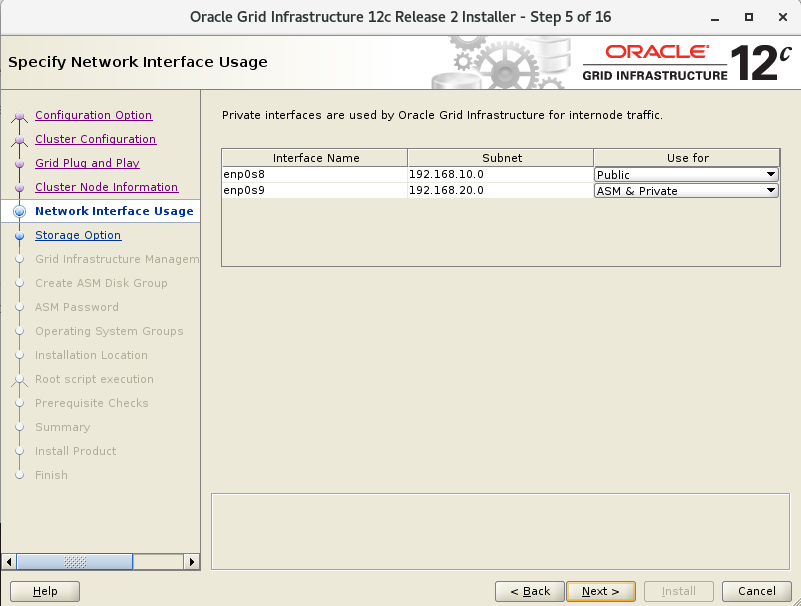 Oracle Grid Infrastructure 12c Release 2 Installer - Step 5 of 16
Specify Network Interface Usage
ORACLE
GRID INFRASTRUCTURE
12c
Configuration Option
Cluster Configuration
Grid Plug and Play
Cluster Node Information
Network Interface Usage
Storage Option
Grid Infrastructure Managem
Create ASM Disk Group
ASM Password
Operating System Groups
Installation Location
Root script execution
Prerequisite Checks
Summary
Install Product
Finish
Private interfaces are used by Oracle Grid Infrastructure for internode traffic.
Interface Name Subnet Use for
enp0s8 192.168.10.0 Public
enp0s9 192.168.20.0 ASM & Private
Help < Back Next > Install Cancel